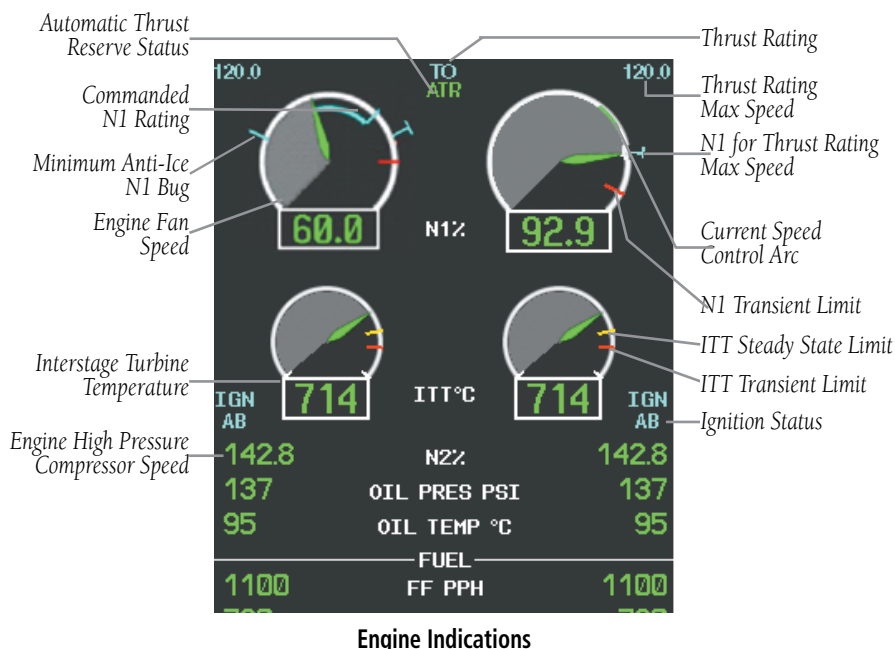 Automatic Thrust
Reserve Status
Thrust Rating
120.0
TO
120.0
ATR
Commanded
N1 Rating
Thrust Rating
Max Speed
Minimum Anti-Ice
N1 Bug
N1 for Thrust Rating
Max Speed
Engine Fan
Speed
60.0
N1%
92.9
Current Speed
Control Arc
N1 Transient Limit
ITT Steady State Limit
Interstage Turbine
Temperature
ITT Transient Limit
714
ITT°C
714
IGN
AB
IGN
AB
Ignition Status
Engine High Pressure
Compressor Speed
142.8
N2%
142.8
137
OIL PRES PSI
137
95
OIL TEMP °C
95
FUEL
1100
FF PPH
1100
Engine Indications